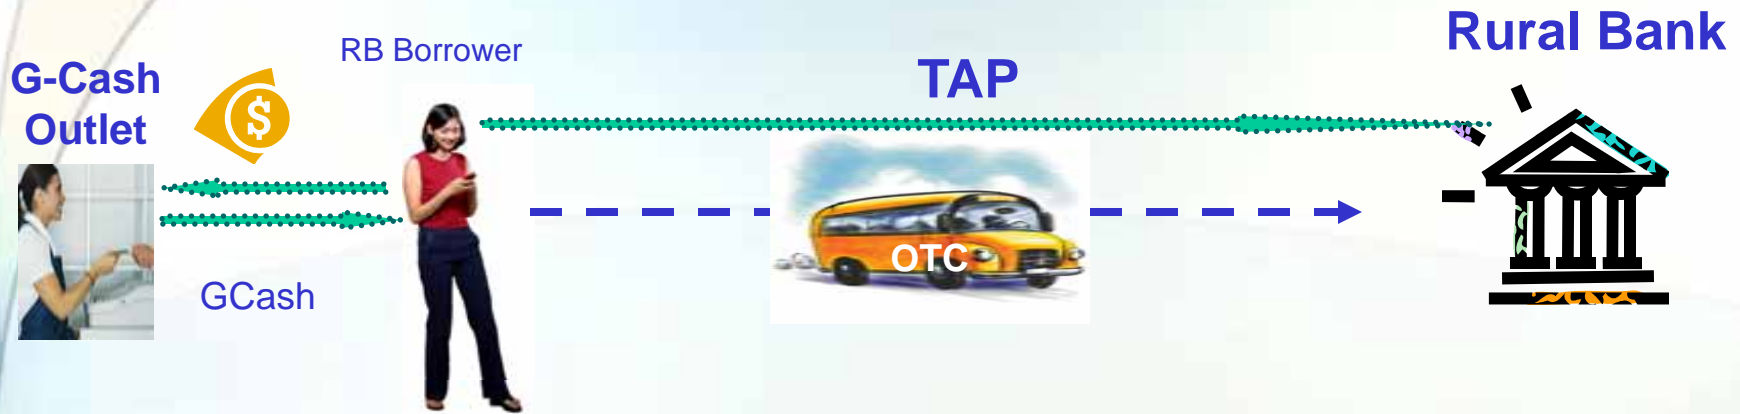 G-Cash
Outlet
$
RB Borrower
GCash
TAP
OTC
Rural Bank